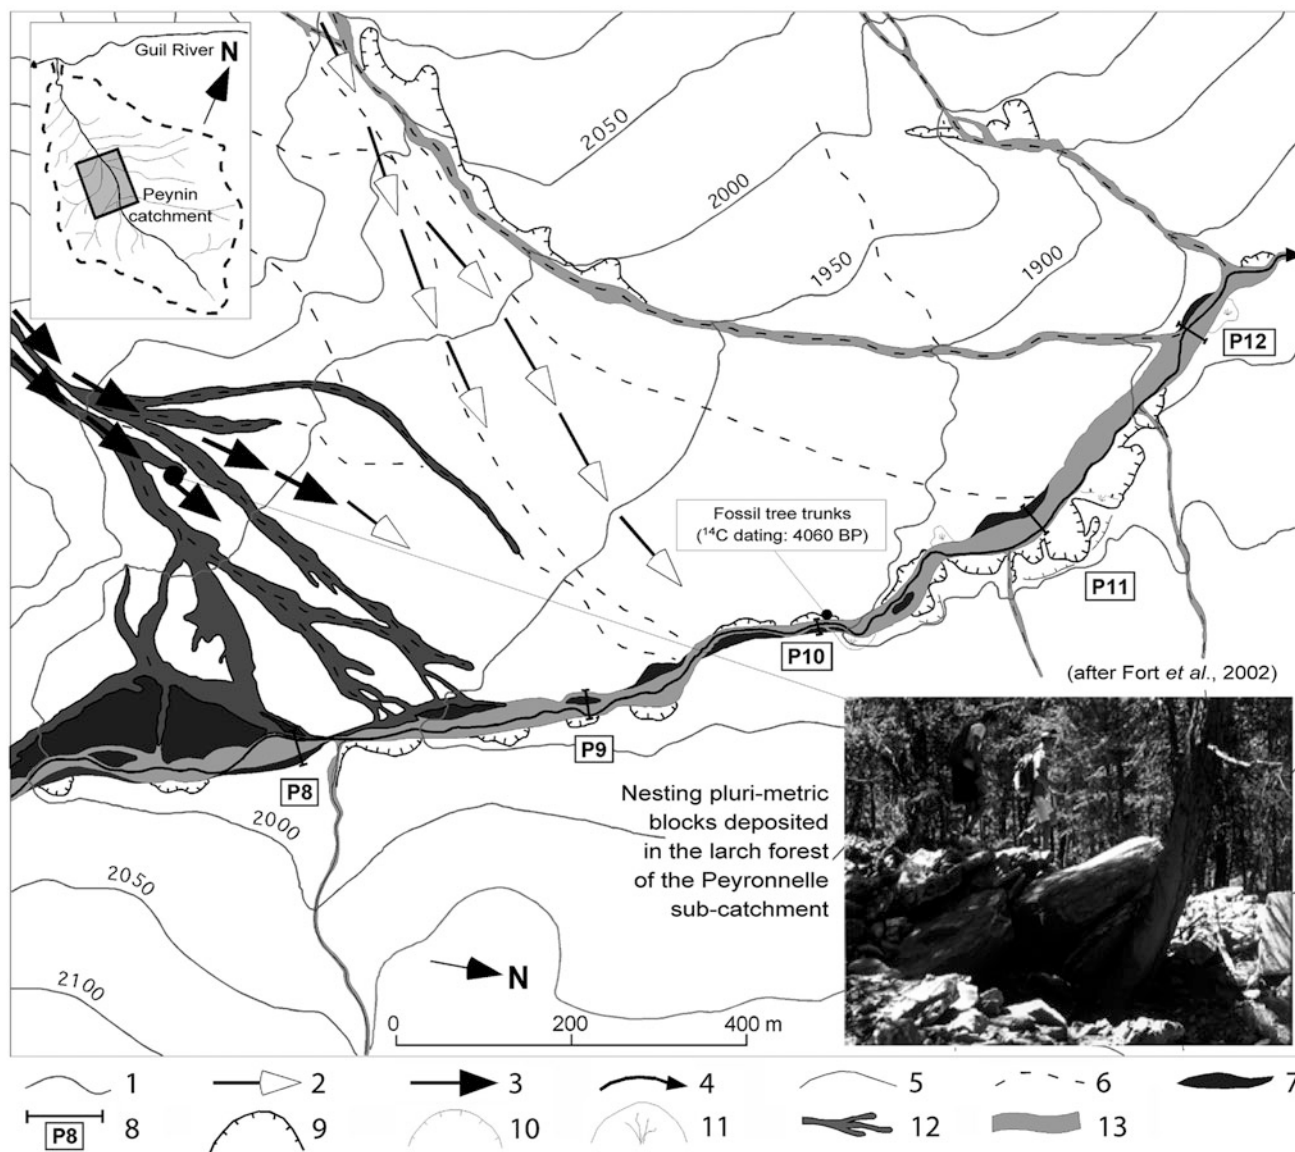 Guil River N
Peynin
catchment
2050
2000
1950
1900
P12
Fossil tree trunks
(14C dating: 4060 BP)
P11
P10
(after Fort et al., 2002)
P9
P8
Nesting pluri-metric
blocks deposited
in the larch forest
of the Peyronnelle
sub-catchment
2000
2050
2100
N
0 200 400 m
1 2 3 4 5 6 7
P8 8 9 10 11 12 13